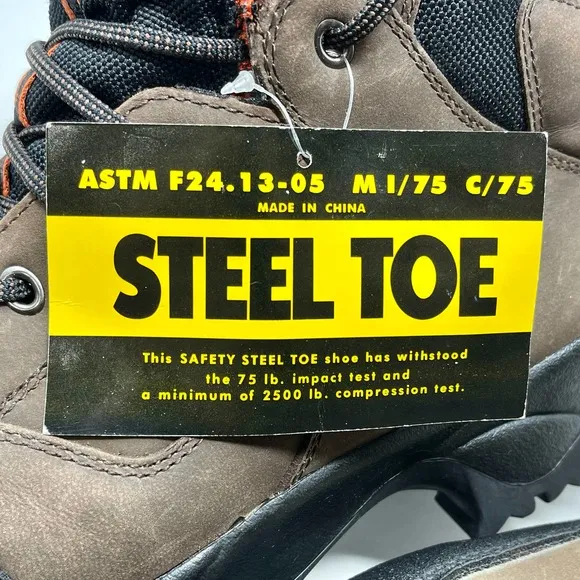 ASTM F24.13-05 M I/75 C/75
MADE IN CHINA
STEEL TOE
This SAFETY STEEL TOE shoe has withstood
the 75 lb. impact test and
a minimum of 2500 lb. compression test.